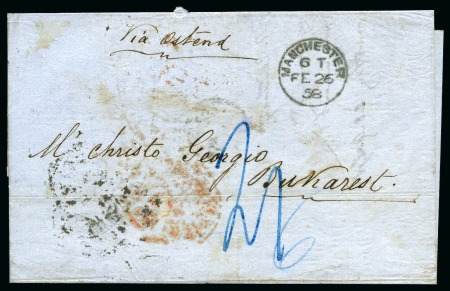 Via Ostend
MANCHESTER
6 T
FE 26
58
Mr Christo Georgio
Bukarest.